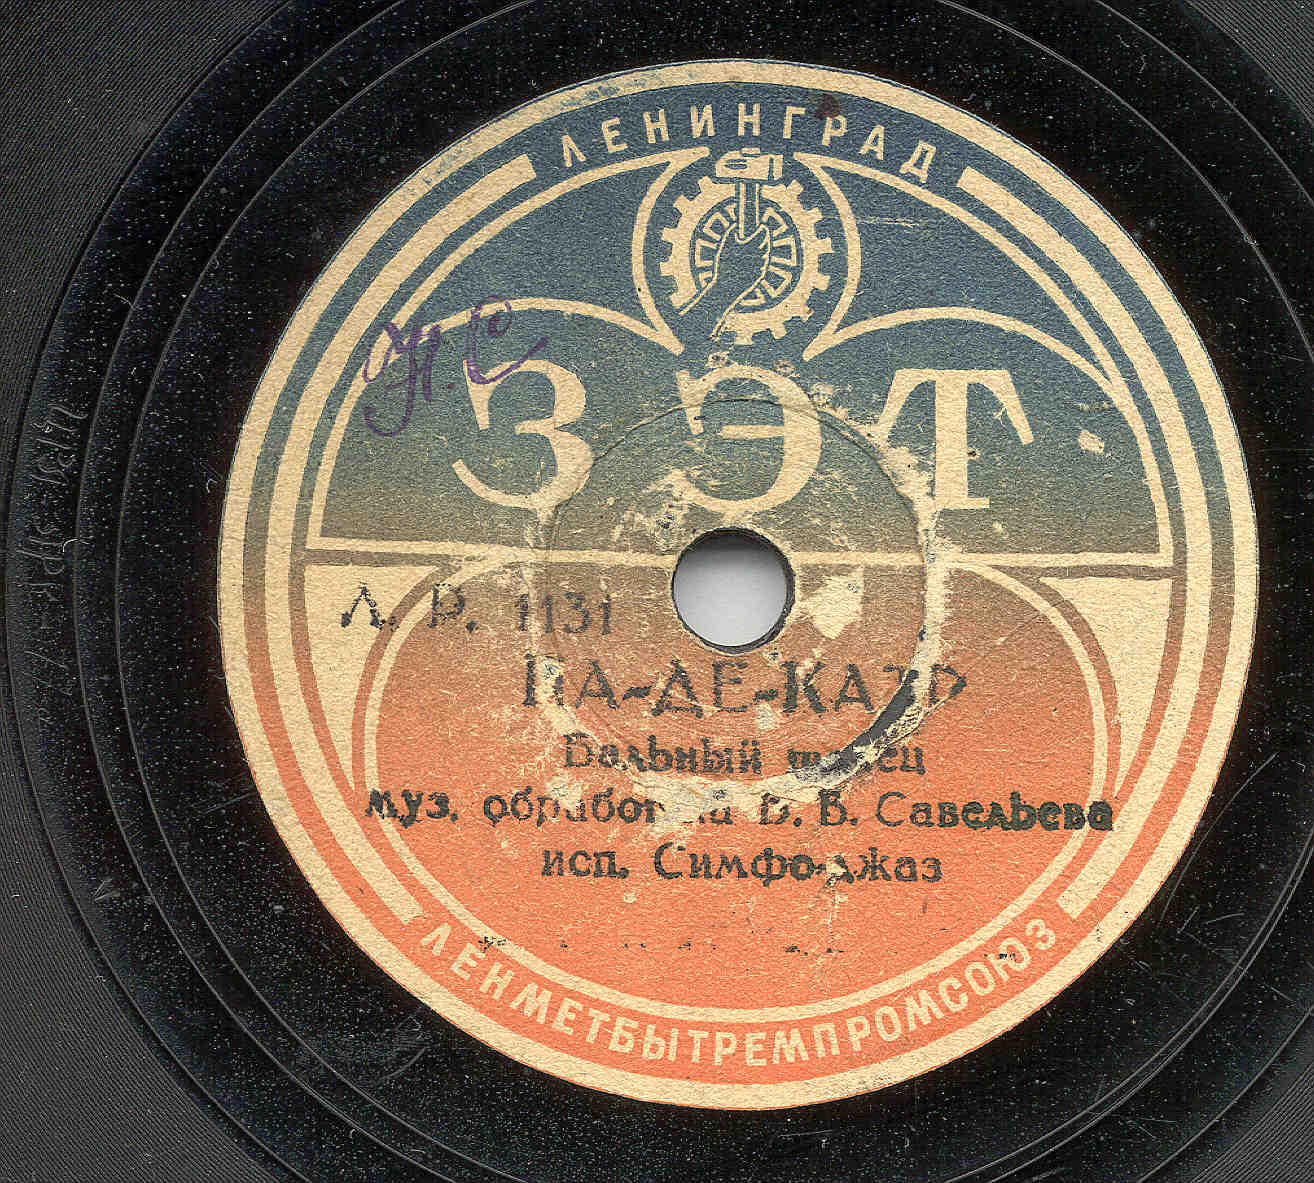 ЛЕНИНГРАД
ЗЭТ
Л. Р. 1131
ПА-ДЕ-КАТР
Бальный танец
муз. обработка В. В. Савельева
исп. Симфо-джаз
ЛЕНМЕТБЫТРЕМПРОМСОЮЗ